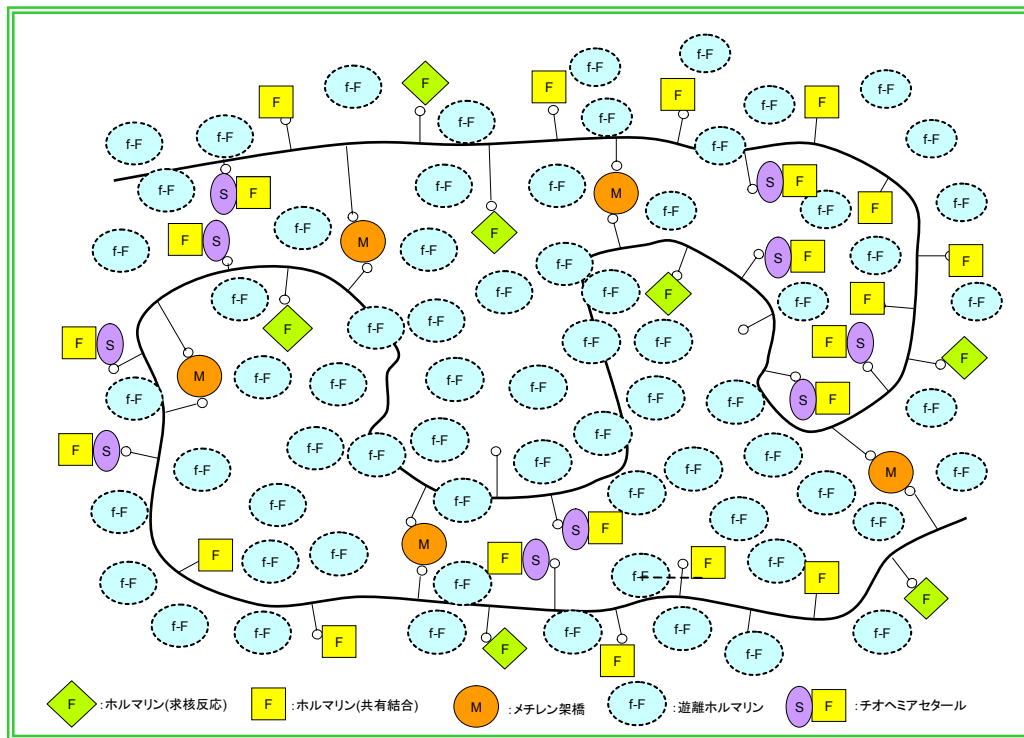 f-F
f-F
f-F F F F f-F
F f-F F
f-F f-F
f-F f-F f-F f-F
f-F S F f-F f-F S F
M f-F f-F F f-F
F S f-F M F F
f-F f-F f-F S F f-F F
f-F f-F f-F F f-F F f-F
F f-F f-F
F S f-F f-F F S F
M f-F f-F f-F f-F
f-F f-F f-F S F f-F
F S f-F f-F f-F f-F f-F
f-F f-F f-F M f-F
f-F f-F f-F f-F f-F f-F
M S F
F f-F f-F F S F f-F
f-F f-F f-F F F
f-F f-F f-F f-F f-F f-F
F F F f-F
F :ホルマリン(求核反応) F :ホルマリン(共有結合) M :メチレン架橋 f-F :遊離ホルマリン S F :チオヘミアセタール